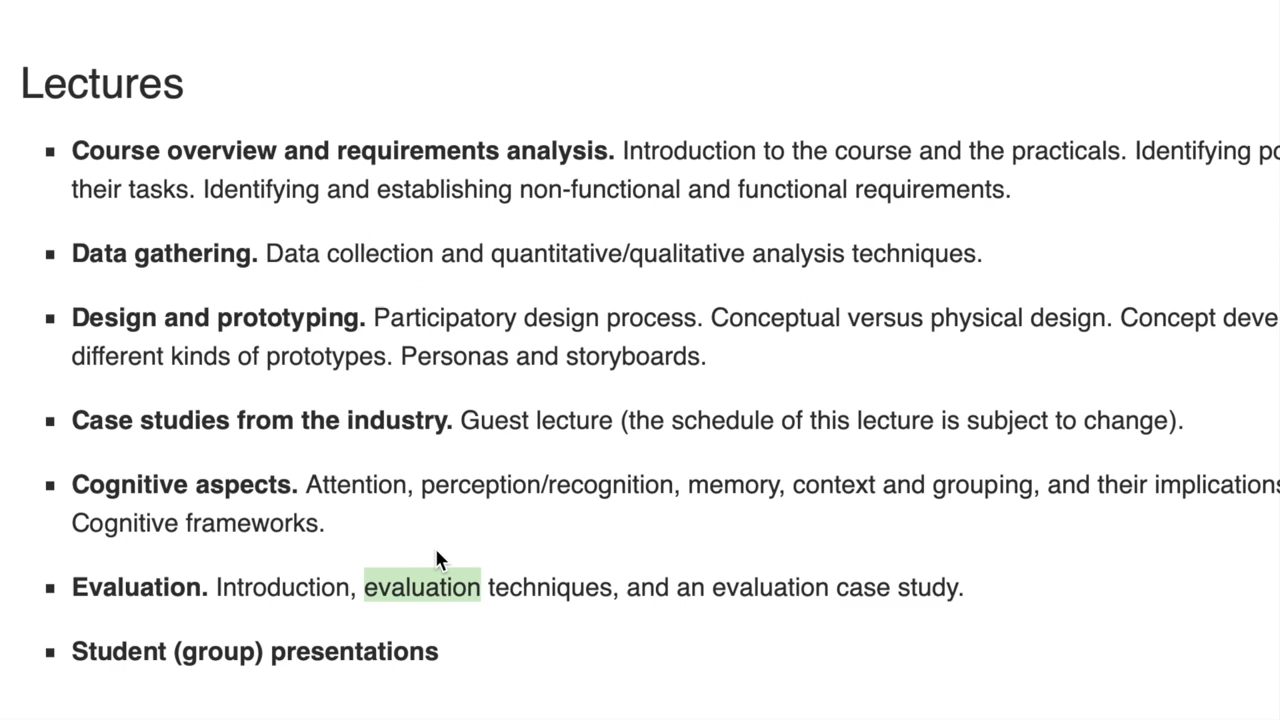 Lectures
Course overview and requirements analysis. Introduction to the course and the practicals. Identifying
their tasks. Identifying and establishing non-functional and functional requirements.
Data gathering. Data collection and quantitative/qualitative analysis techniques.
Design and prototyping. Participatory design process. Conceptual versus physical design. Concept
different kinds of prototypes. Personas and storyboards.
Case studies from the industry. Guest lecture (the schedule of this lecture is subject to change).
Cognitive aspects. Attention, perception/recognition, memory, context and grouping, and their implications
Cognitive frameworks.
Evaluation. Introduction, evaluation techniques, and an evaluation case study.
Student (group) presentations